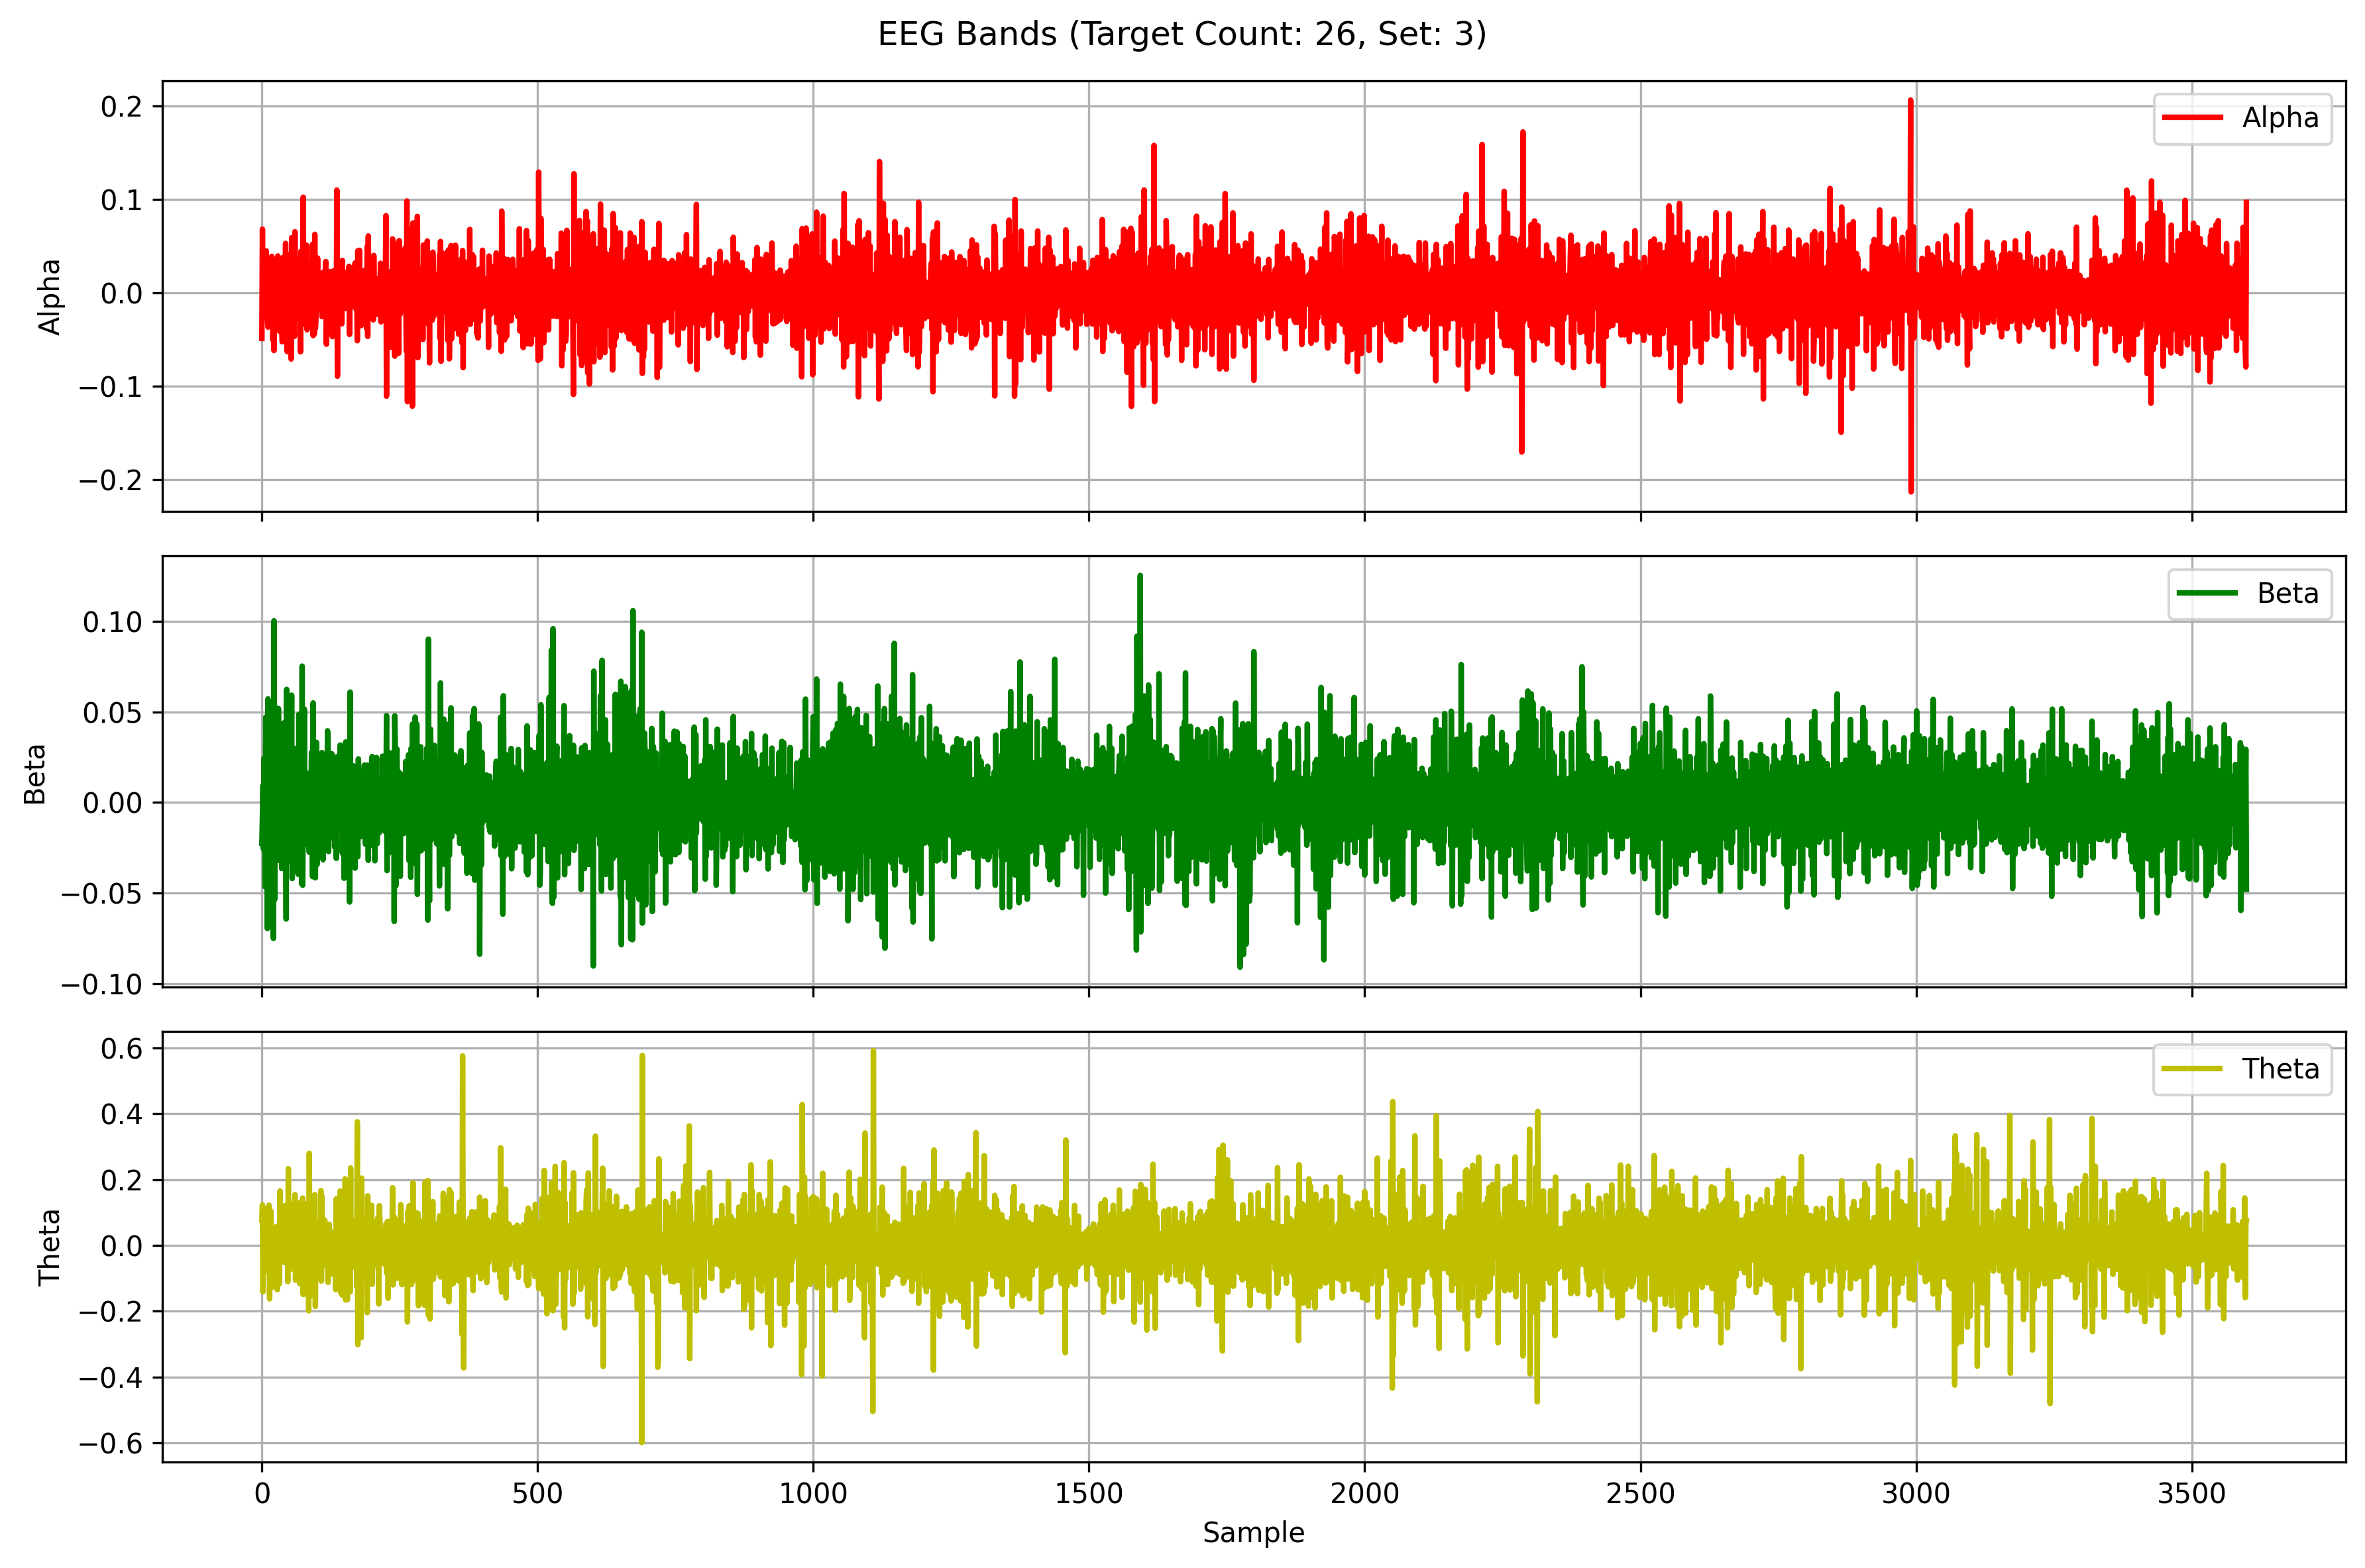 EEG Bands (Target Count: 26, Set: 3)
0.2
0.1
0.0
−0.1
−0.2
Alpha
Alpha
0.10
0.05
0.00
−0.05
−0.10
Beta
Beta
0.6
0.4
0.2
0.0
−0.2
−0.4
−0.6
Theta
Theta
0 500 1000 1500 2000 2500 3000 3500
Sample